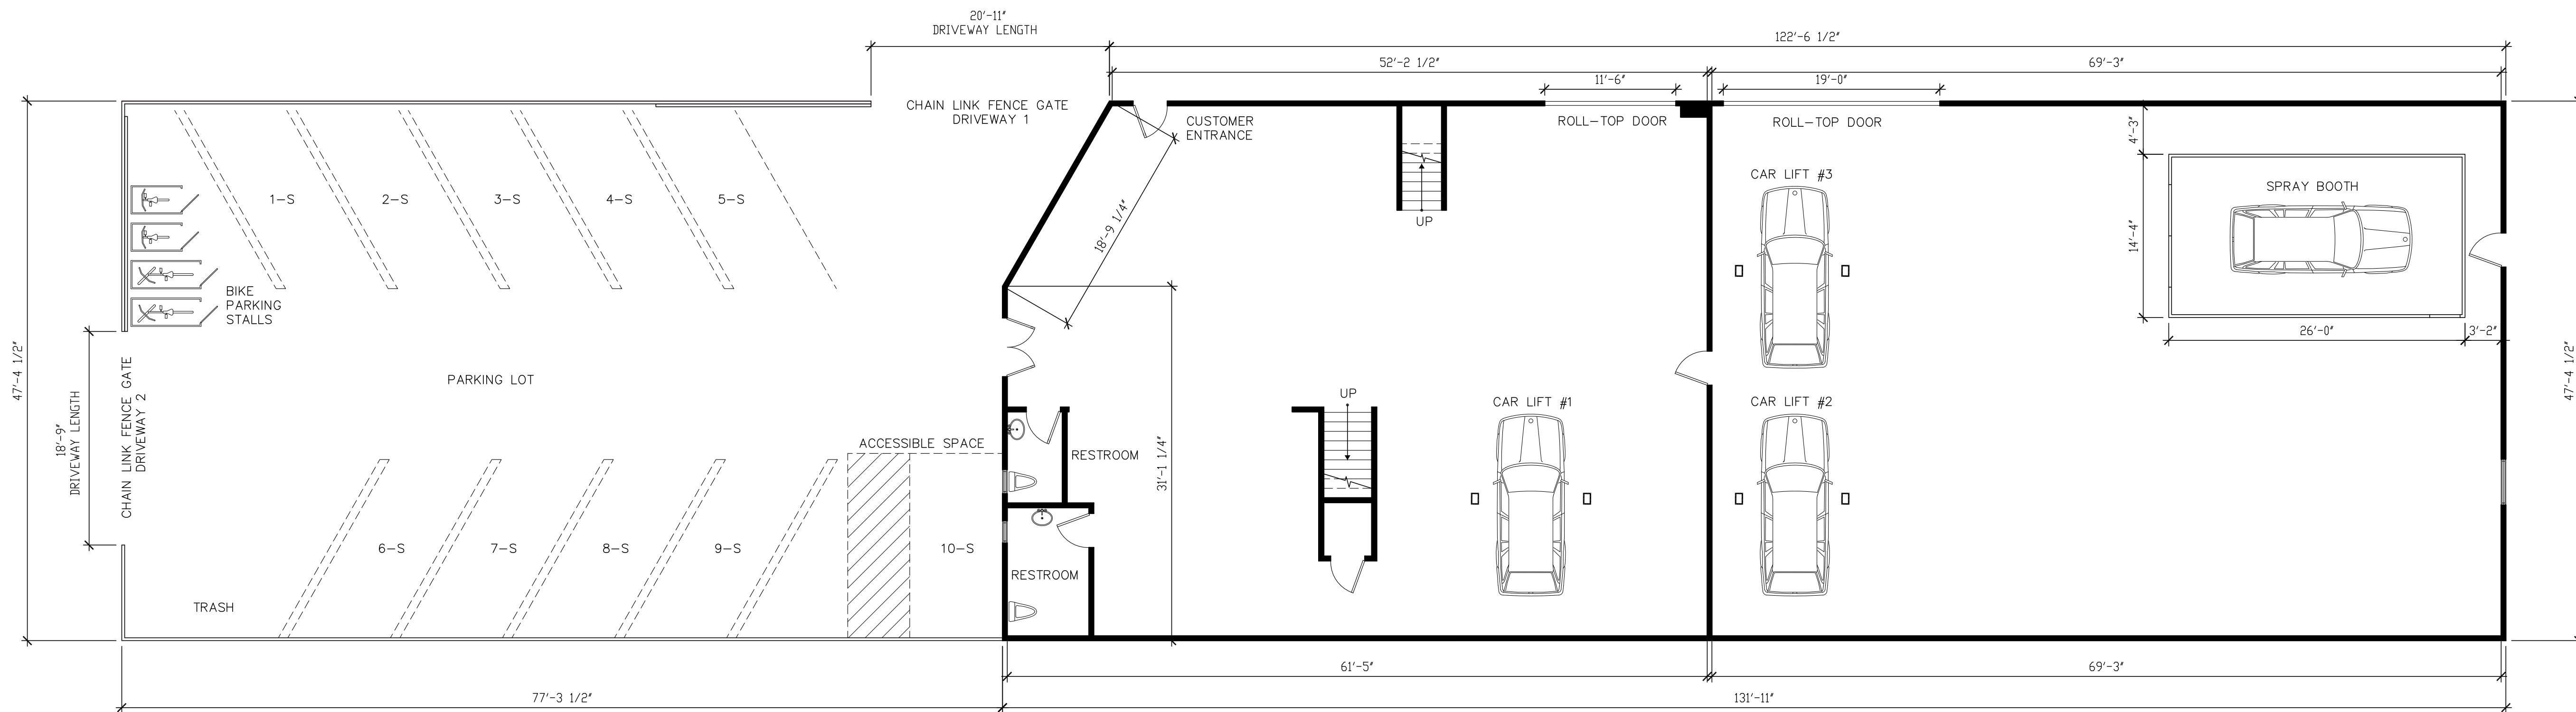 20'-11"
DRIVEWAY LENGTH
122'-6 1/2"
52'-2 1/2"
69'-3"
11'-6"
19'-0"
CHAIN LINK FENCE GATE
DRIVEWAY 1
CUSTOMER
ENTRANCE
ROLL-TOP DOOR
ROLL-TOP DOOR
4'-3"
CAR LIFT #3
SPRAY BOOTH
1-S
2-S
3-S
4-S
5-S
UP
18'-9 1/4"
14'-4"
BIKE
PARKING
STALLS
26'-0"
3'-2"
47'-4 1/2"
47'-4 1/2"
18'-9"
DRIVEWAY LENGTH
CHAIN LINK FENCE GATE
DRIVEWAY 2
PARKING LOT
UP
CAR LIFT #1
CAR LIFT #2
ACCESSIBLE SPACE
RESTROOM
31'-1 1/4"
6-S
7-S
8-S
9-S
10-S
RESTROOM
TRASH
61'-5"
69'-3"
77'-3 1/2"
131'-11"